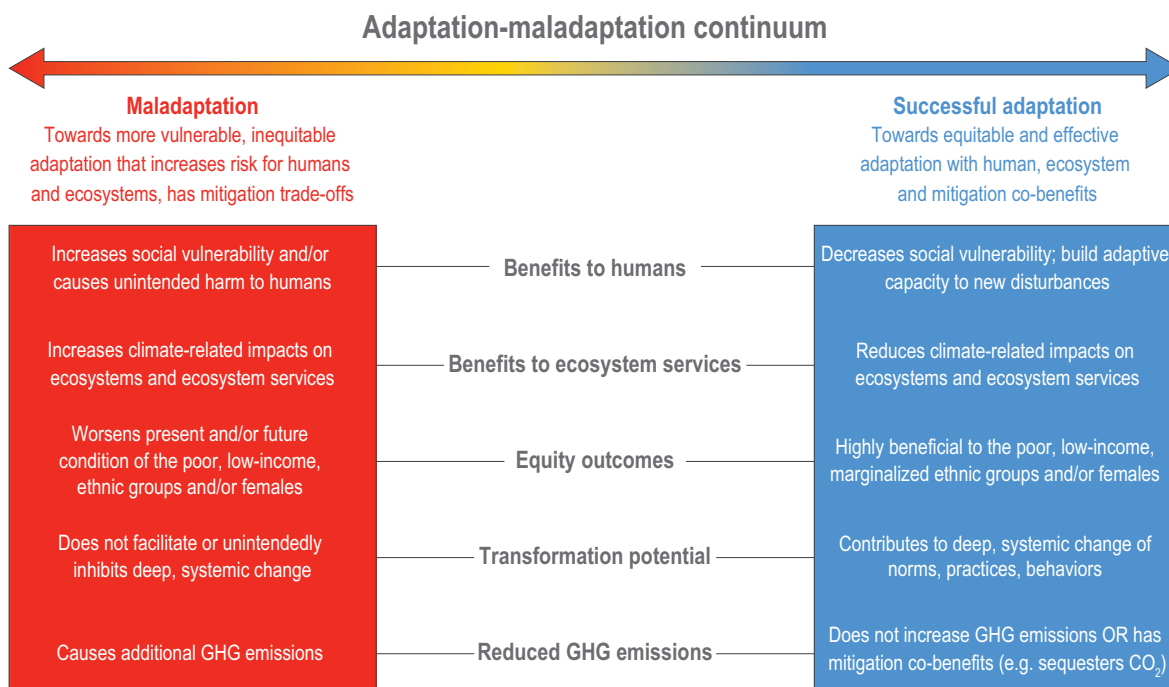 Adaptation-maladaptation continuum
Maladaptation
Towards more vulnerable, inequitable
adaptation that increases risk for humans
and ecosystems, has mitigation trade-offs
Successful adaptation
Towards equitable and effective
adaptation with human, ecosystem
and mitigation co-benefits
Increases social vulnerability and/or
causes unintended harm to humans
Benefits to humans
Decreases social vulnerability; build adaptive
capacity to new disturbances
Increases climate-related impacts on
ecosystems and ecosystem services
Benefits to ecosystem services
Reduces climate-related impacts on
ecosystems and ecosystem services
Worsens present and/or future
condition of the poor, low-income,
ethnic groups and/or females
Equity outcomes
Highly beneficial to the poor, low-income,
marginalized ethnic groups and/or females
Does not facilitate or unintendedly
inhibits deep, systemic change
Transformation potential
Contributes to deep, systemic change of
norms, practices, behaviors
Causes additional GHG emissions
Reduced GHG emissions
Does not increase GHG emissions OR has
mitigation co-benefits (e.g. sequesters CO₂)